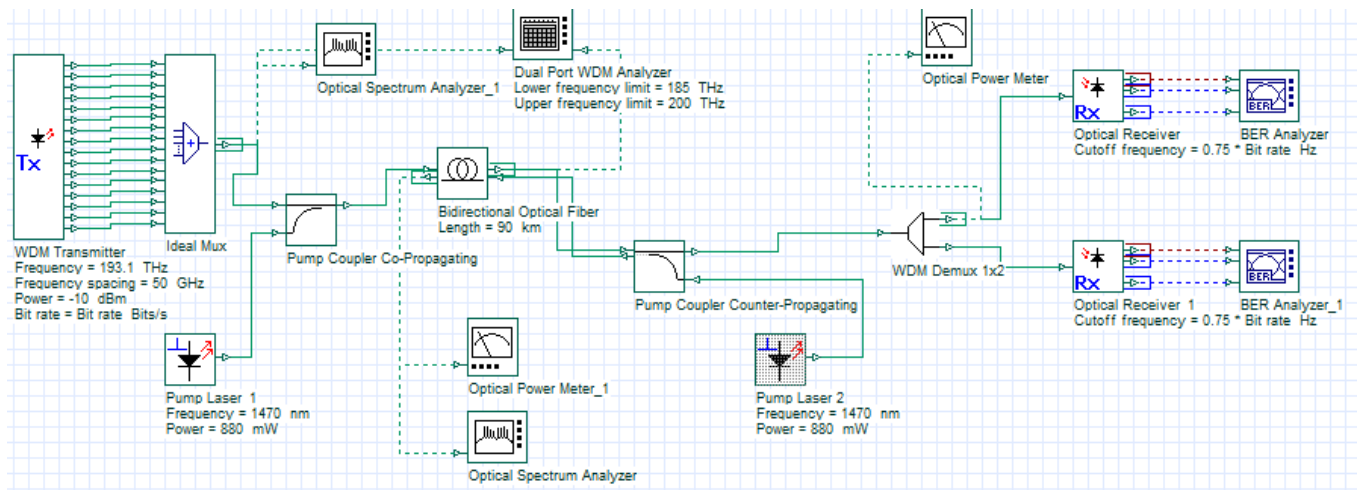 Optical Spectrum Analyzer_1
Dual Port WDM Analyzer
Lower frequency limit = 185 THz
Upper frequency limit = 200 THz
Optical Power Meter
Tx
WDM Transmitter
Frequency = 193.1 THz
Frequency spacing = 50 GHz
Power = -10 dBm
Bit rate = Bit rate Bits/s
Ideal Mux
Pump Coupler Co-Propagating
Bidirectional Optical Fiber
Length = 90 km
Pump Coupler Counter-Propagating
WDM Demux 1x2
Rx
Optical Receiver
Cutoff frequency = 0.75 * Bit rate Hz
BER
BER Analyzer
Rx
Optical Receiver_1
Cutoff frequency = 0.75 * Bit rate Hz
BER
BER Analyzer_1
Pump Laser 1
Frequency = 1470 nm
Power = 880 mW
Optical Power Meter_1
Optical Spectrum Analyzer
Pump Laser 2
Frequency = 1470 nm
Power = 880 mW